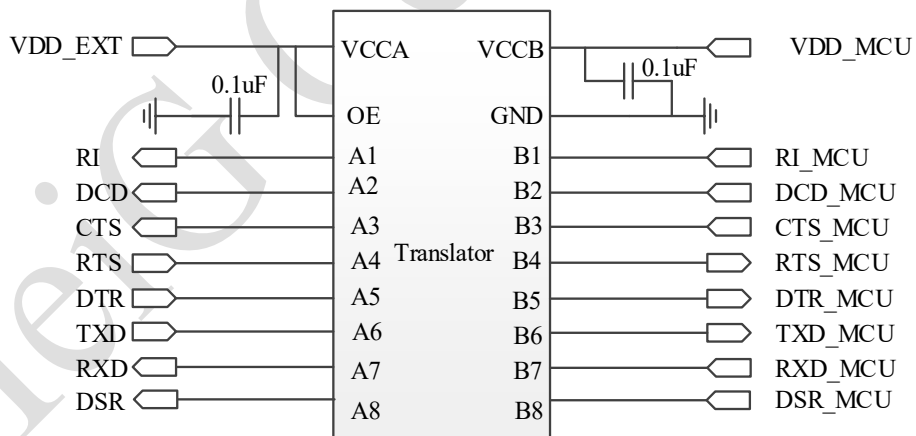 VDD_EXT VCCA VCCB VDD_MCU
0.1uF 0.1uF
OE GND
RI A1 B1 RI_MCU
DCD A2 B2 DCD_MCU
CTS A3 B3 CTS_MCU
RTS A4 Translator B4 RTS_MCU
DTR A5 B5 DTR_MCU
TXD A6 B6 TXD_MCU
RXD A7 B7 RXD_MCU
DSR A8 B8 DSR_MCU